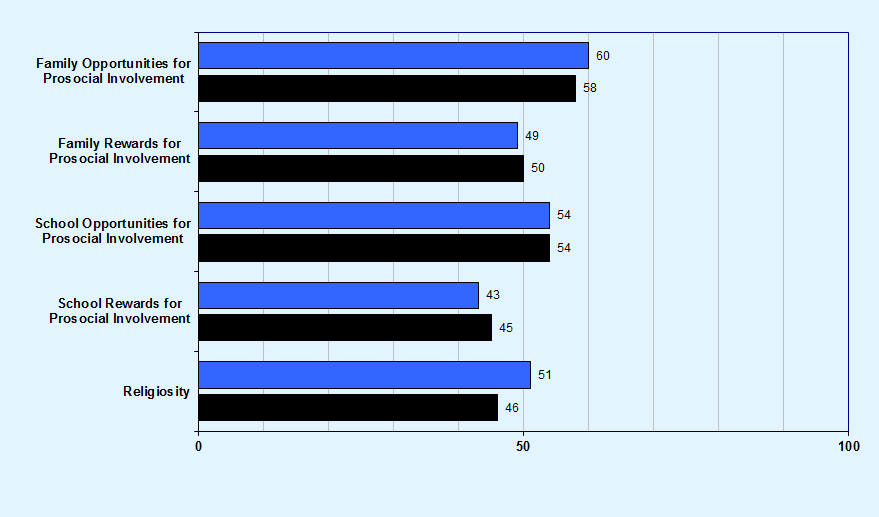 Family Opportunities for
Prosocial Involvement
60
58
Family Rewards for
Prosocial Involvement
49
50
School Opportunities for
Prosocial Involvement
54
54
School Rewards for
Prosocial Involvement
43
45
Religiosity
51
46
0
50
100